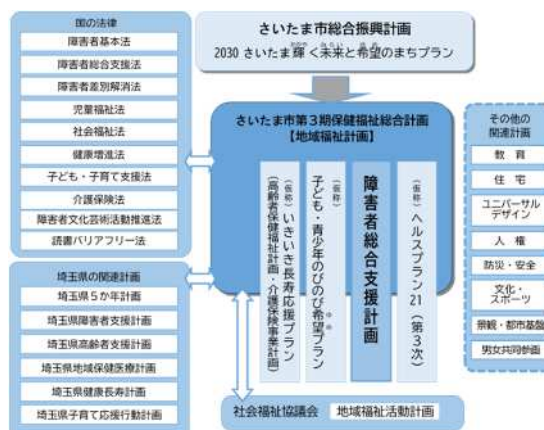 国の法律
障害者基本法
障害者総合支援法
障害者差別解消法
児童福祉法
社会福祉法
健康増進法
子ども・子育て支援法
介護保険法
障害者文化芸術活動推進法
読書バリアフリー法
埼玉県の関連計画
埼玉県5か年計画
埼玉県障害者支援計画
埼玉県高齢者支援計画
埼玉県地域保健医療計画
埼玉県健康長寿計画
埼玉県子育て応援行動計画
さいたま市総合振興計画
2030 さいたま輝く未来と希望のまちプラン
さいたま市第3期保健福祉総合計画
【地域福祉計画】
(仮称)いきいき長寿応援プラン
(高齢者保健福祉計画・介護保険事業計画)
(仮称)
子ども・青少年のびのび希望プラン
障害者総合支援計画
(仮称)ヘルスプラン21(第3次)
社会福祉協議会 地域福祉活動計画
その他の
関連計画
教 育
住 宅
ユニバーサル
デザイン
人 権
防災・安全
文化・
スポーツ
景観・都市基盤
男女共同参画